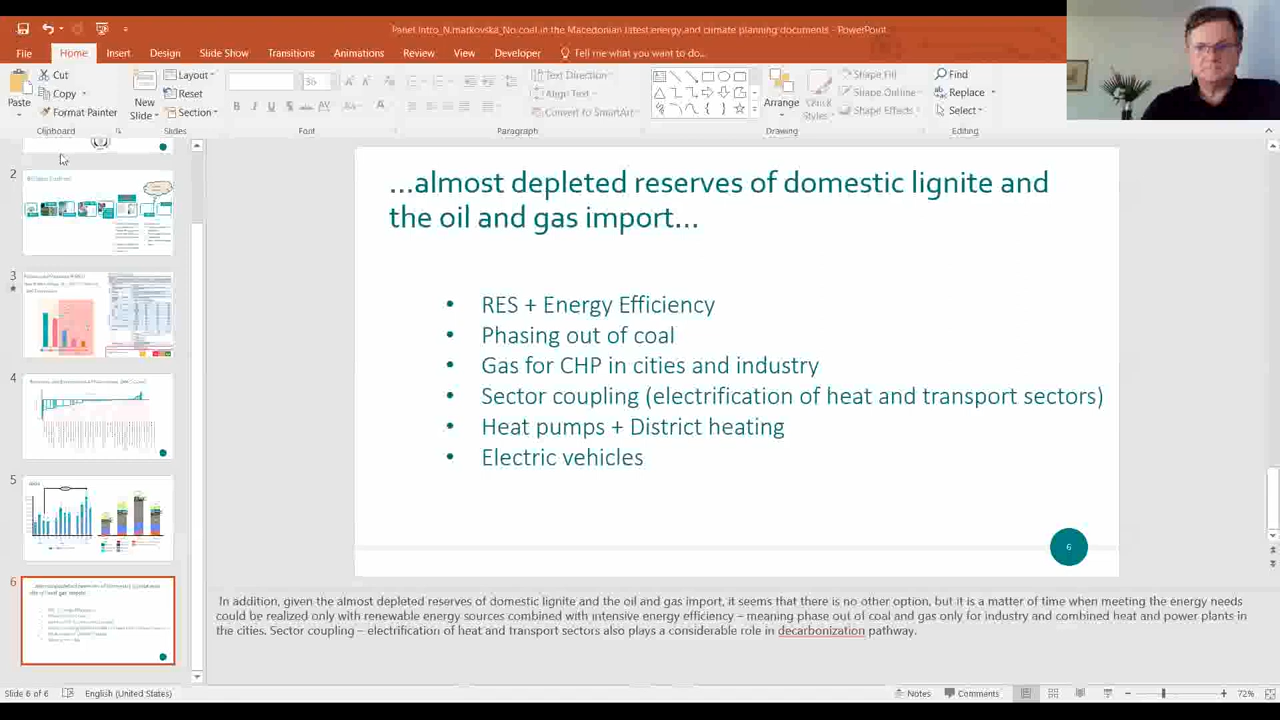 Panel Intro_N.markovska_No coal in the Macedonian latest energy and climate planning documents - PowerPoint
File
Home
Insert
Design
Slide Show
Transitions
Animations
Review
View
Developer
Tell me what you want to do...
Paste
Cut
Copy
Format Painter
Clipboard
New
Slide
Layout
Reset
Section
Slides
36
Font
Text Direction
Align Text
Convert to SmartArt
Paragraph
Arrange
Quick
Styles
Shape Fill
Shape Outline
Shape Effects
Drawing
Find
Replace
Select
Editing
2
3
4
5
6
...almost depleted reserves of domestic lignite and
the oil and gas import...
• RES + Energy Efficiency
• Phasing out of coal
• Gas for CHP in cities and industry
• Sector coupling (electrification of heat and transport sectors)
• Heat pumps + District heating
• Electric vehicles
6
In addition, given the almost depleted reserves of domestic lignite and the oil and gas import, it seems that there is no other option, but it is a matter of time when meeting the energy needs
could be realized only with renewable energy sources combined with intensive energy efficiency – meaning phase out of coal and gas only for industry and combined heat and power plants in
the cities. Sector coupling – electrification of heat and transport sectors also plays a considerable role in decarbonization pathway.
Slide 6 of 6
English (United States)
Notes
Comments
72%